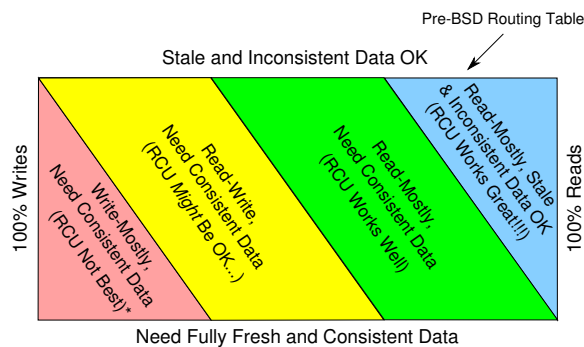 Pre-BSD Routing Table
Stale and Inconsistent Data OK
100% Writes
Write-Mostly,
Need Consistent Data
(RCU Not Best)*
Read-Write,
Need Consistent Data
(RCU Might Be OK...)
Read-Mostly,
Need Consistent Data
(RCU Works Well)
Read-Mostly, Stale
& Inconsistent Data OK
(RCU Works Great!!!)
100% Reads
Need Fully Fresh and Consistent Data